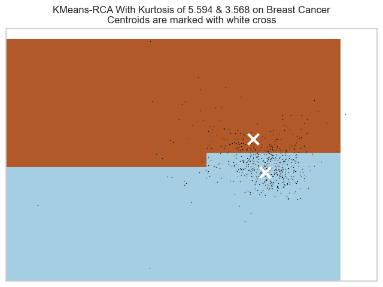 KMeans-RCA With Kurtosis of 5.594 & 3.568 on Breast Cancer
Centroids are marked with white cross